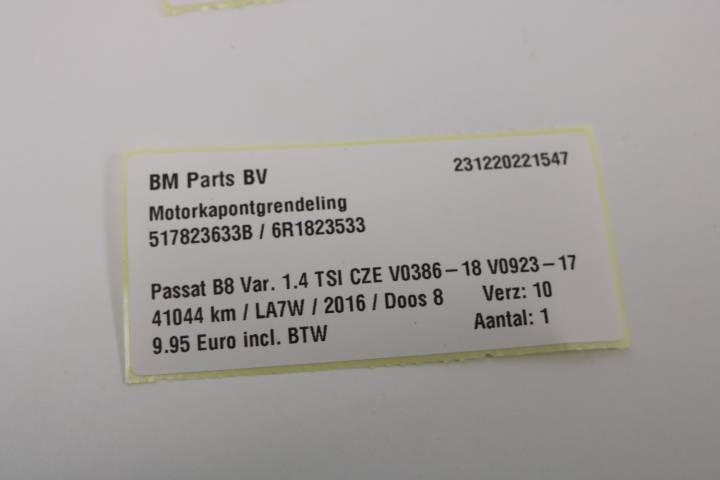 BM Parts BV 231220221547
Motorkapontgrendeling
517823633B / 6R1823533
Passat B8 Var. 1.4 TSI CZE V0386-18 V0923-17
41044 km / LA7W / 2016 / Doos 8 Verz: 10
9.95 Euro incl. BTW Aantal: 1